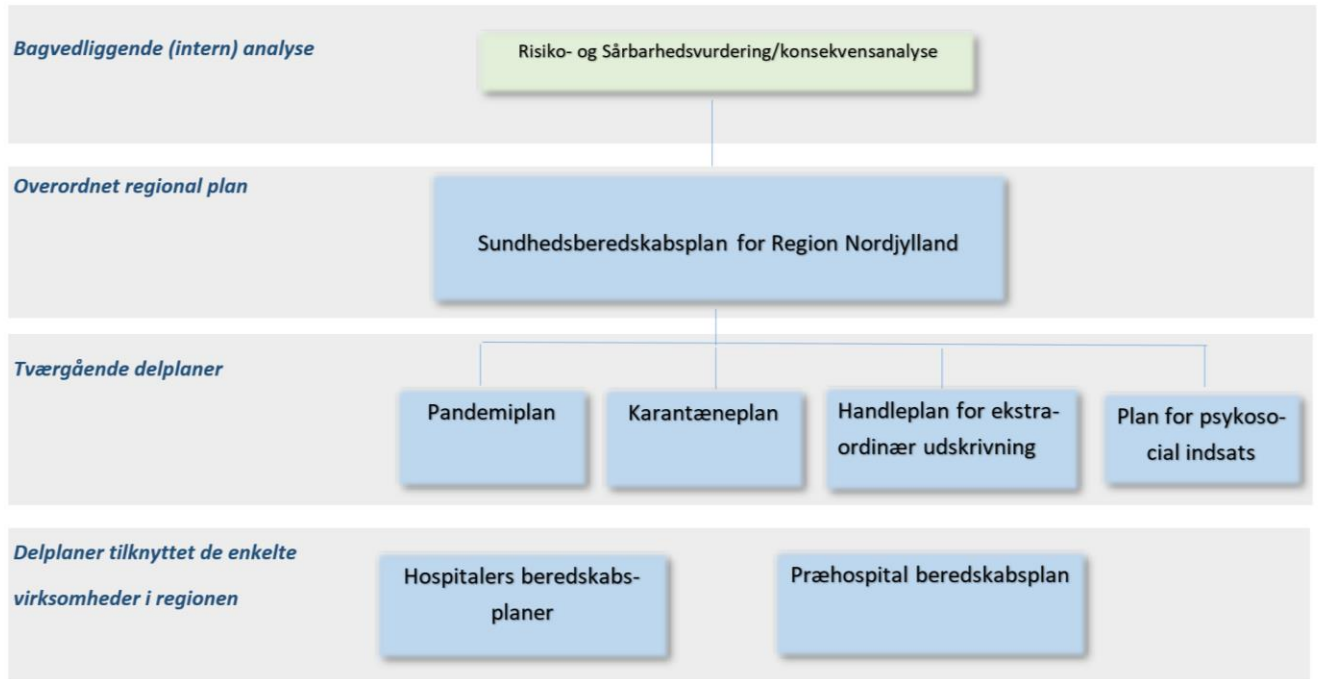 Bagvedliggende (intern) analyse
Risiko- og Sårbarhedsvurdering/konsekvensanalyse
Overordnet regional plan
Sundhedsberedskabsplan for Region Nordjylland
Tværgående delplaner
Pandemiplan
Karantæneplan
Handleplan for ekstra-
ordinær udskrivning
Plan for psykoso-
cial indsats
Delplaner tilknyttet de enkelte
virksomheder i regionen
Hospitalers beredskabs-
planer
Præhospital beredskabsplan